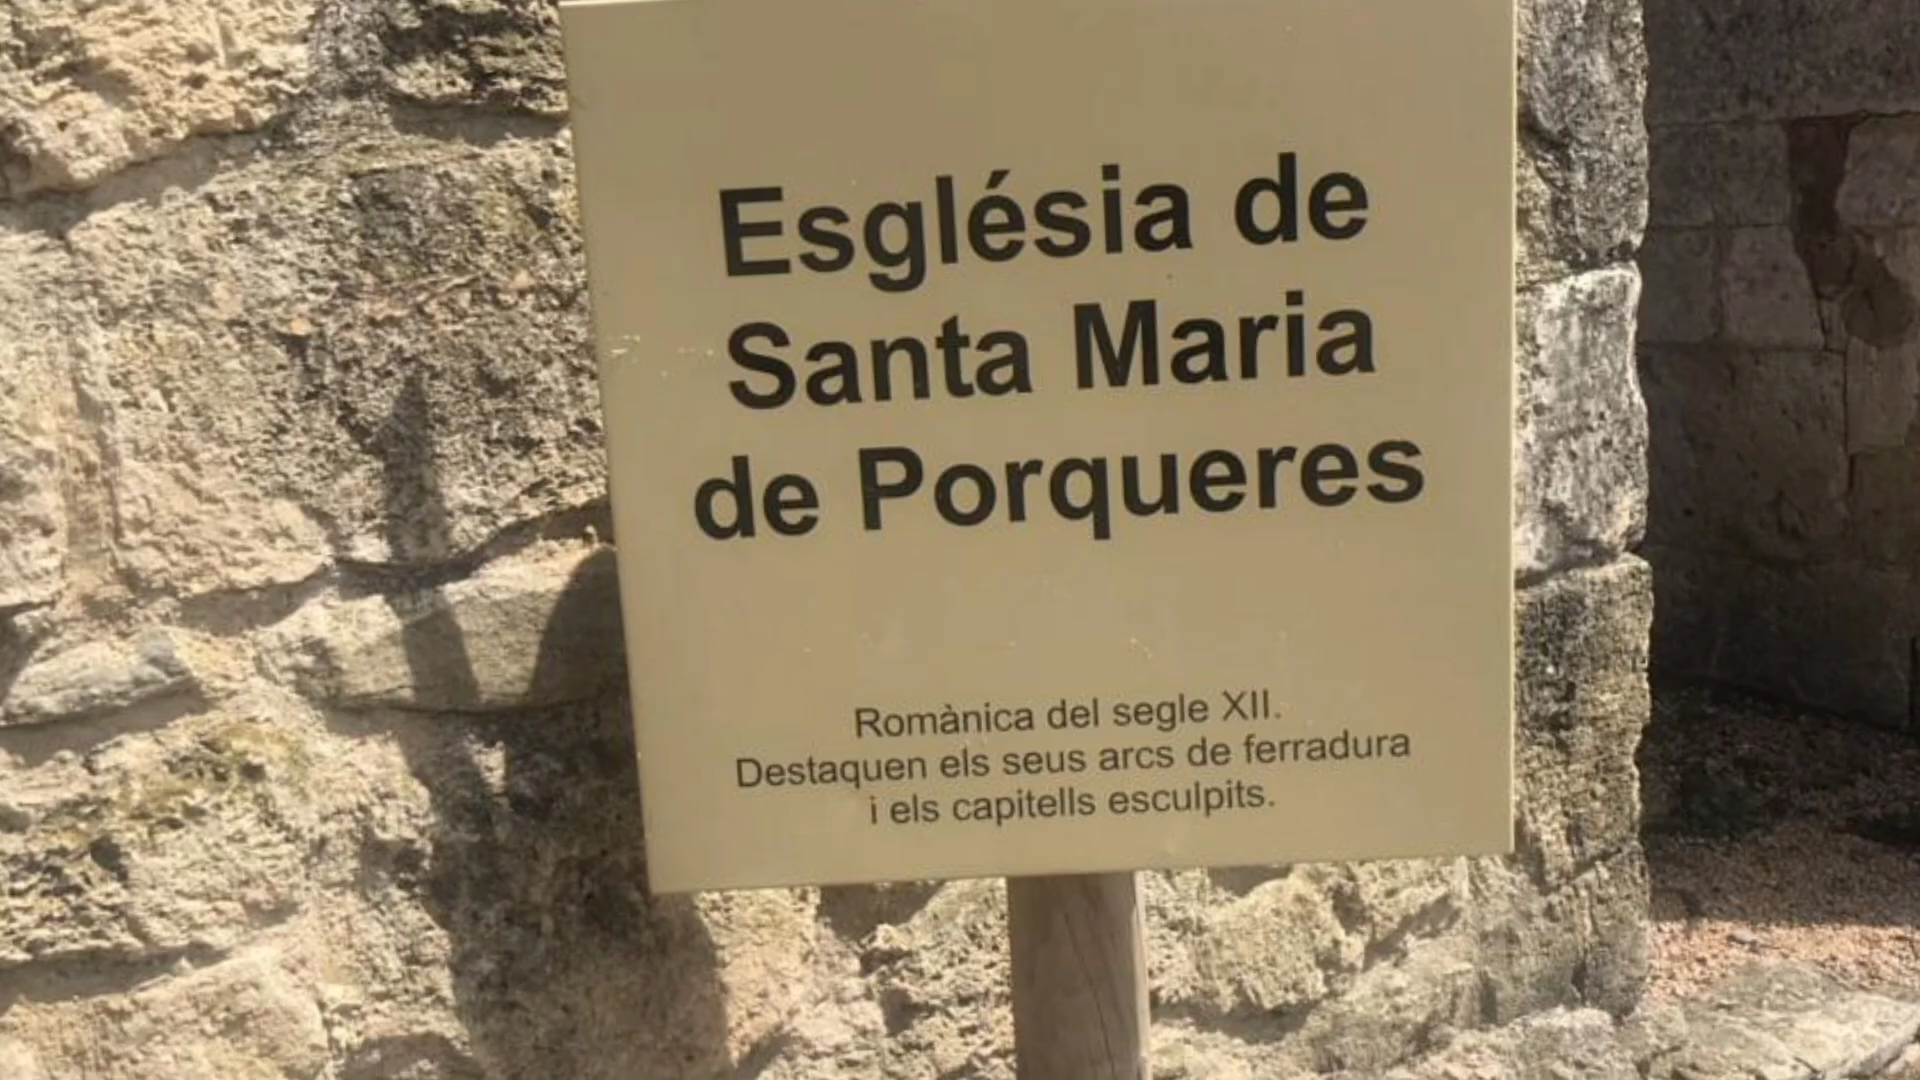 Església de
Santa Maria
de Porqueres
Romànica del segle XII.
Destaquen els seus arcs de ferradura
i els capitells esculpits.